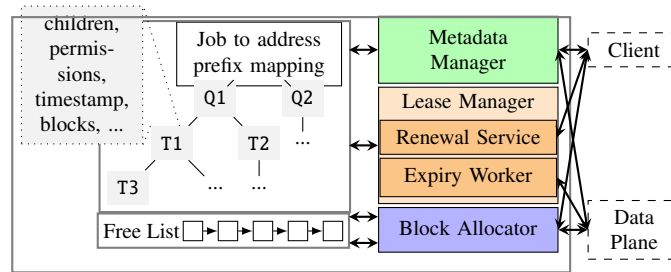 children,
permis-
sions,
timestamp,
blocks, ...
Job to address
prefix mapping
Q1
Q2
T1
T2
...
T3
...
...
Free List
Metadata
Manager
Lease Manager
Renewal Service
Expiry Worker
Block Allocator
Client
Data
Plane